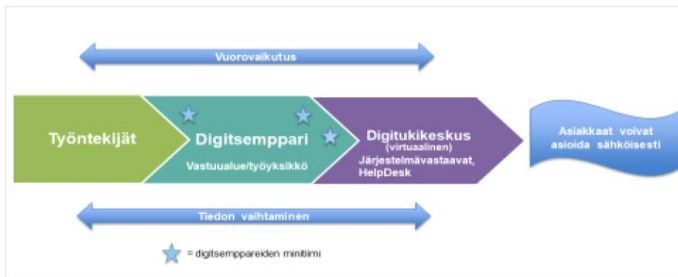 Vuorovaikutus
Työntekijät
Digitsemppari
Vastuualue/työyksikkö
Digitukikeskus
(virtuaalinen)
Järjestelmävastaavat,
HelpDesk
Asiakkaat voivat
asioida sähköisesti
Tiedon vaihtaminen
= digitsemppareiden minitiimi